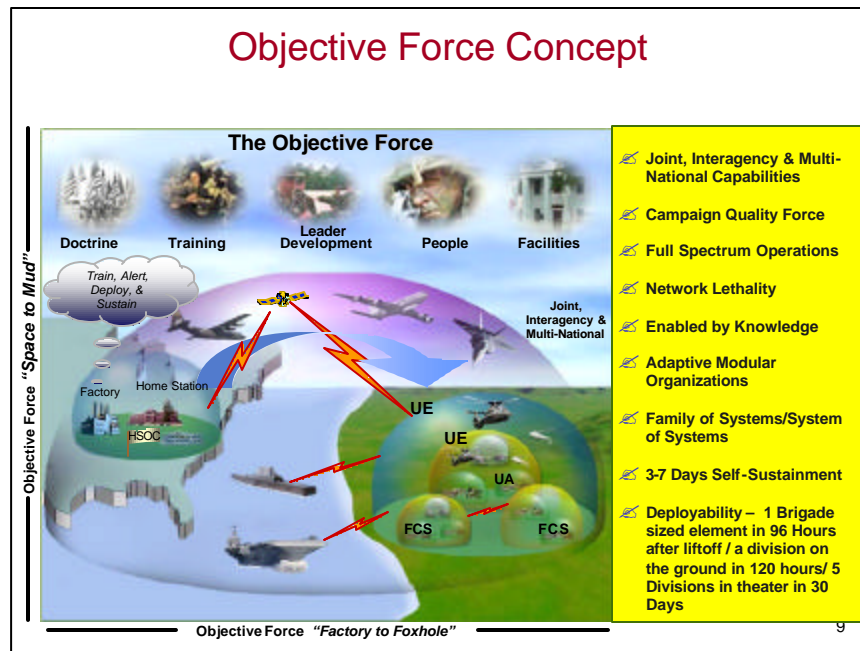 Objective Force Concept
The Objective Force
Doctrine
Training
Leader
Development
People
Facilities
Train, Alert,
Deploy, &
Sustain
Joint,
Interagency &
Multi-National
Factory
Home Station
HSOC
UE
UE
UA
FCS
FCS
Objective Force "Space to Mud"
Objective Force "Factory to Foxhole"
Joint, Interagency & Multi-
National Capabilities
Campaign Quality Force
Full Spectrum Operations
Network Lethality
Enabled by Knowledge
Adaptive Modular
Organizations
Family of Systems/System
of Systems
3-7 Days Self-Sustainment
Deployability – 1 Brigade
sized element in 96 Hours
after liftoff / a division on
the ground in 120 hours/ 5
Divisions in theater in 30
Days
9